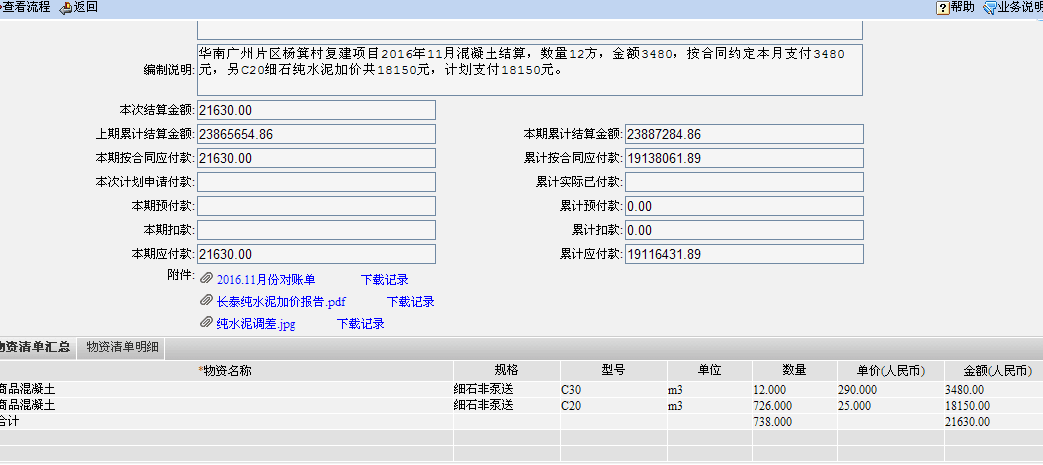 查看流程 返回 帮助 业务说明
编制说明: 华南广州片区杨箕村复建项目2016年11月混凝土结算，数量12方，金额3480，按合同约定本月支付3480
元，另C20细石纯水泥加价共18150元，计划支付18150元。
本次结算金额: 21630.00
上期累计结算金额: 23865654.86 本期累计结算金额: 23887284.86
本期按合同应付款: 21630.00 累计按合同应付款: 19138061.89
本次计划申请付款: 累计实际已付款:
本期预付款: 累计预付款: 0.00
本期扣款: 累计扣款: 0.00
本期应付款: 21630.00 累计应付款: 19116431.89
附件: 2016.11月份对账单 下载记录
长泰纯水泥加价报告.pdf 下载记录
纯水泥调差.jpg 下载记录
物资清单汇总 物资清单明细
*物资名称 规格 型号 单位 数量 单价(人民币) 金额(人民币)
商品混凝土 细石非泵送 C30 m3 12.000 290.000 3480.00
商品混凝土 细石非泵送 C20 m3 726.000 25.000 18150.00
合计 738.000 21630.00